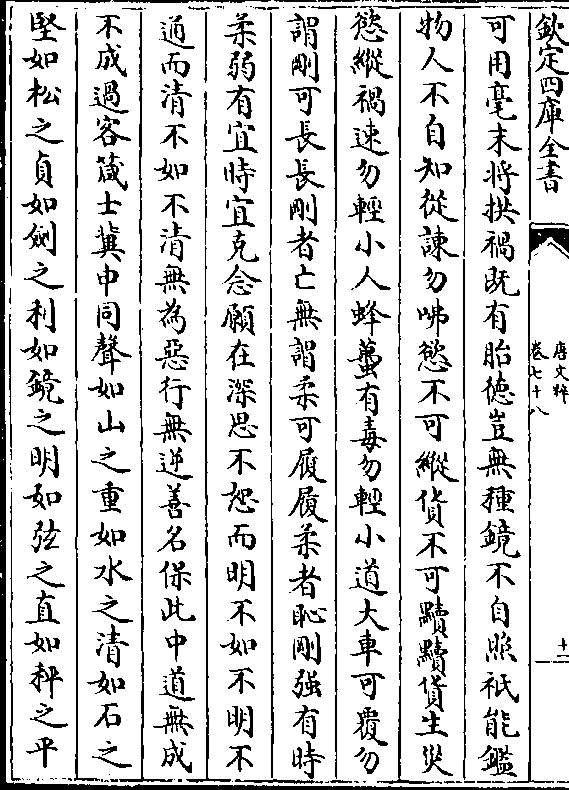 欽定四庫全書
唐文粹
卷七十八
十一
可用毫末将拱禍既有胎徳豈無種鏡不自照祇能鑑
物人不自知從諫勿咈慾不可縱貨不可黷黷貨生災
慾縱禍速勿輕小人蜂蠆有毒勿輕小道大車可覆勿
謂剛可長長剛者亡無謂柔可履履柔者恥剛強有時
柔弱有宜時宜克念願在深思不恕而明不如不明不
通而清不如不清無為惡行無逆善名保此中道無成
不成過客箴士冀中同聲如山之重如水之清如石之
堅如松之貞如劍之利如鏡之明如弦之直如秤之平